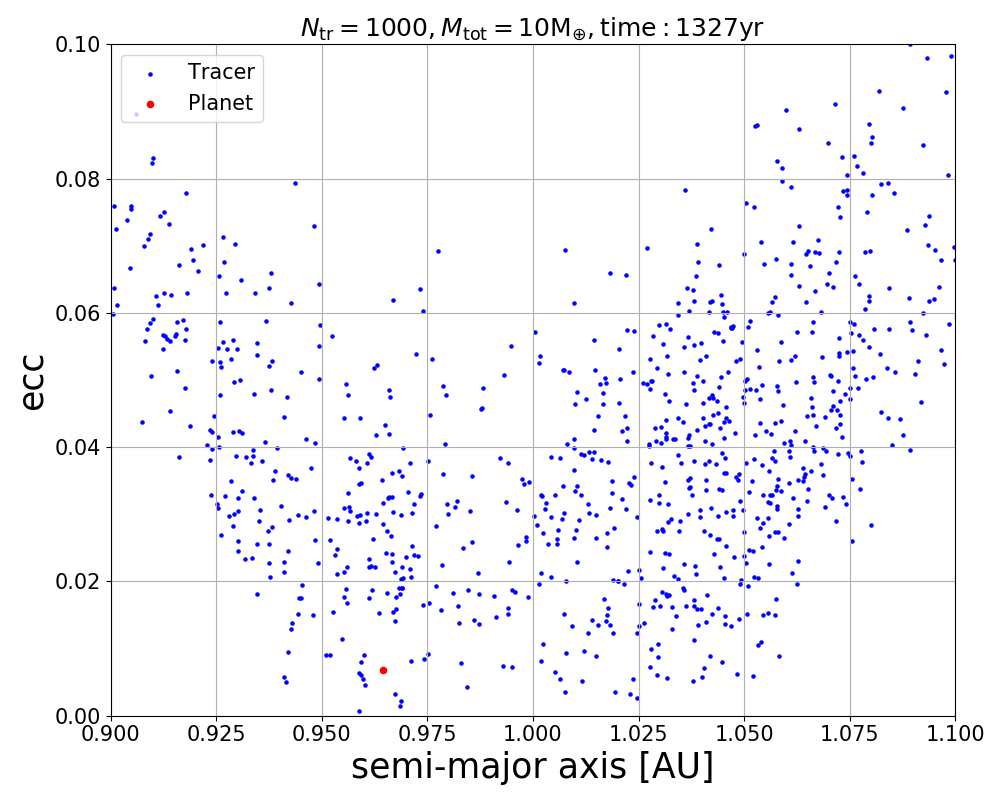 N_tr = 1000, M_tot = 10M_⊕, time : 1327yr
Tracer
Planet
ecc
0.10
0.08
0.06
0.04
0.02
0.00
0.900 0.925 0.950 0.975 1.000 1.025 1.050 1.075 1.100
semi-major axis [AU]